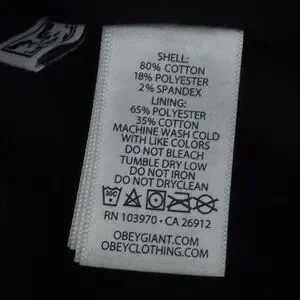 SHELL:
80% COTTON
18% POLYESTER
2% SPANDEX
LINING:
65% POLYESTER
35% COTTON
MACHINE WASH COLD
WITH LIKE COLORS
DO NOT BLEACH
TUMBLE DRY LOW
DO NOT IRON
DO NOT DRYCLEAN
30C
RN 103970 • CA 26912
OBEYGIANT.COM
OBEYCLOTHING.COM